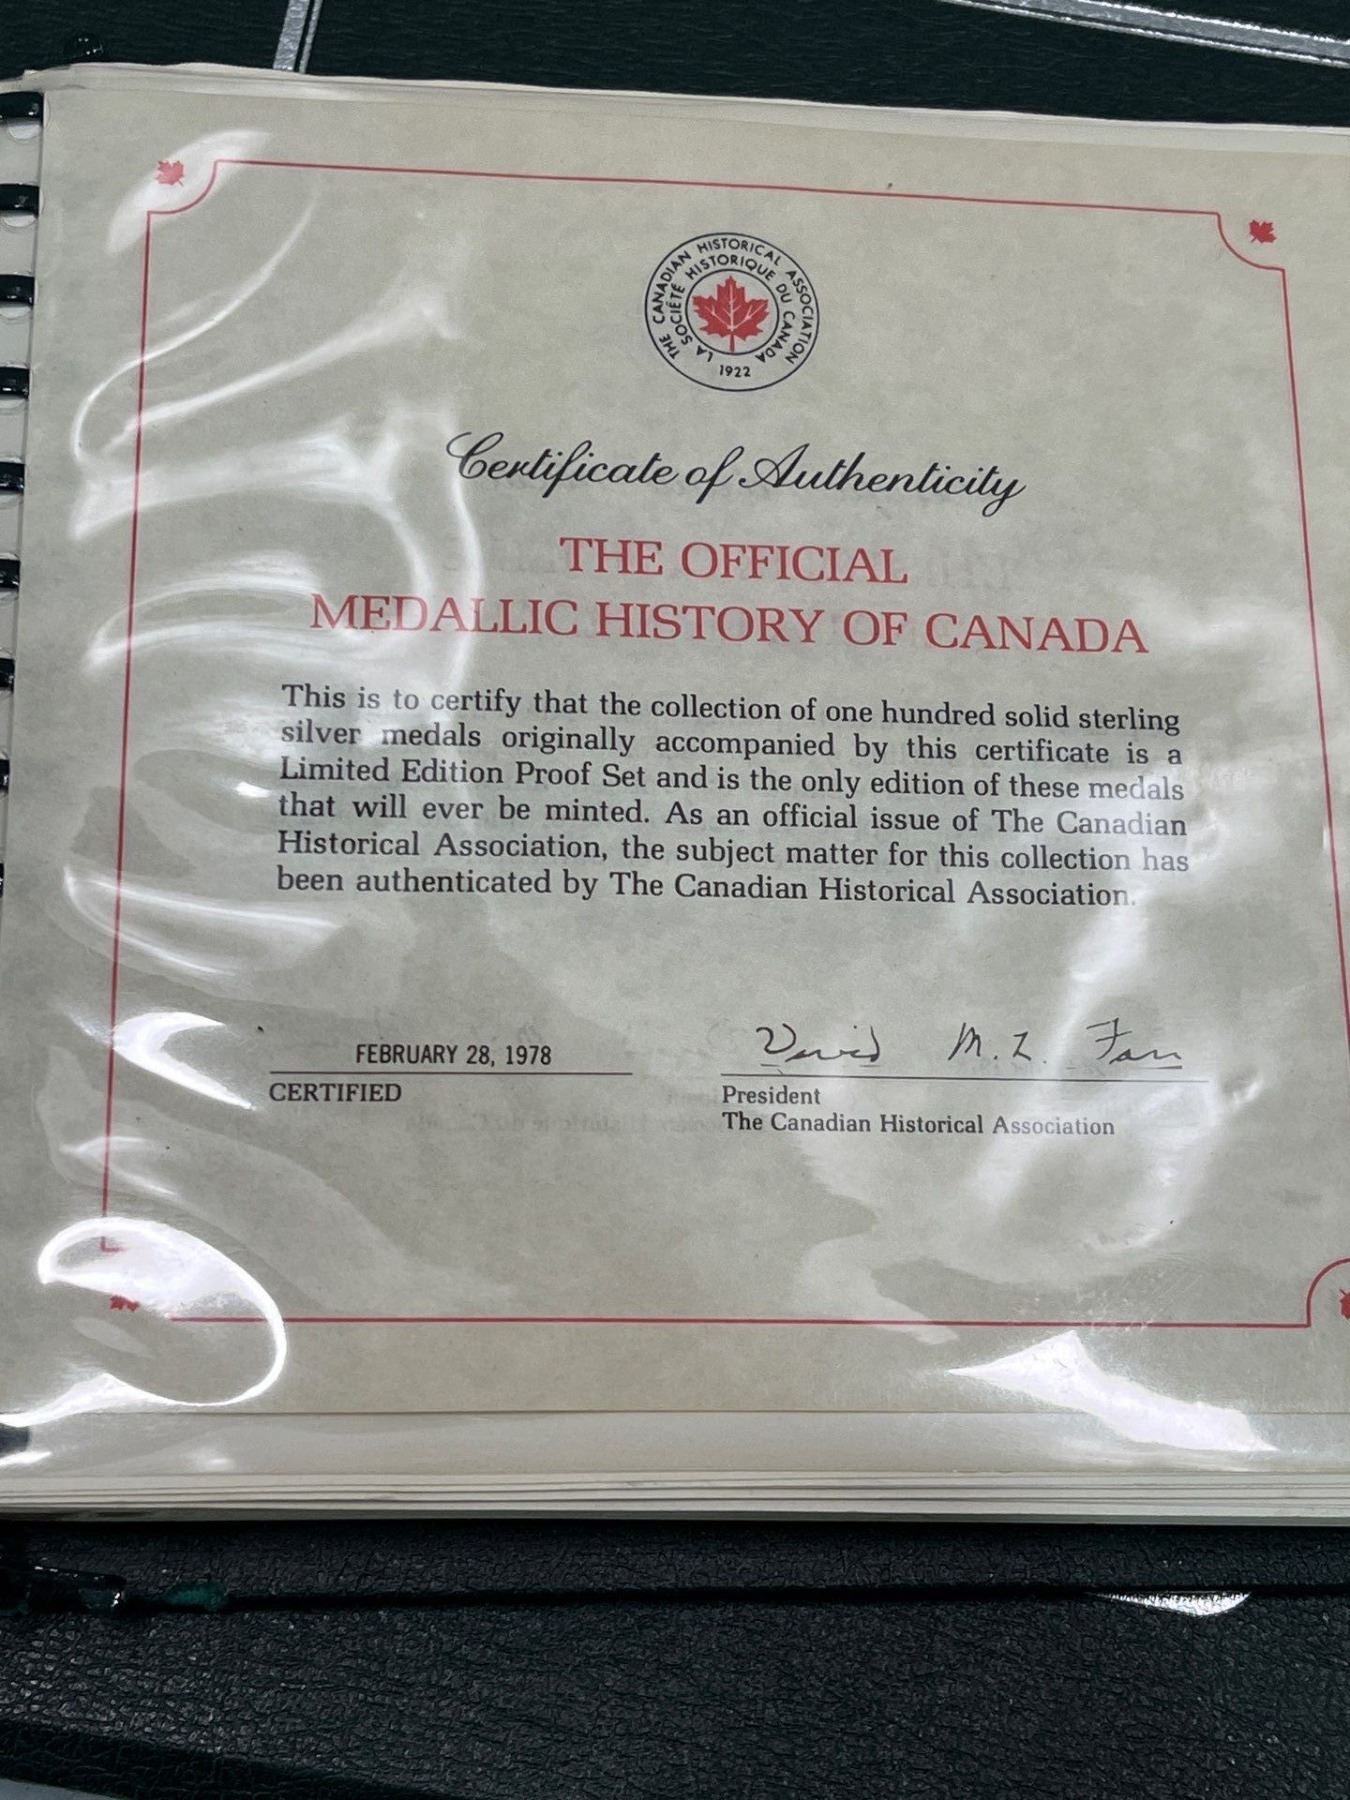 THE CANADIAN HISTORICAL ASSOCIATION
LA SOCIÉTÉ HISTORIQUE DU CANADA
1922
Certificate of Authenticity
THE OFFICIAL
MEDALLIC HISTORY OF CANADA
This is to certify that the collection of one hundred solid sterling
silver medals originally accompanied by this certificate is a
Limited Edition Proof Set and is the only edition of these medals
that will ever be minted. As an official issue of The Canadian
Historical Association, the subject matter for this collection has
been authenticated by The Canadian Historical Association.
FEBRUARY 28, 1978
CERTIFIED
David M. L. Farr
President
The Canadian Historical Association